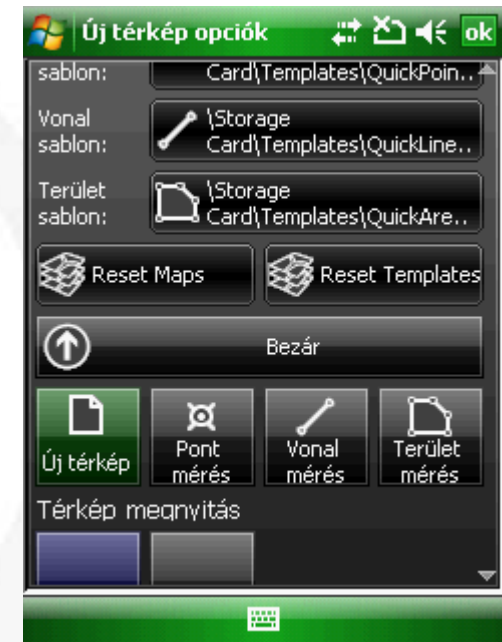 Új térkép opciók
ok
sablon:
Card\Templates\QuickPoin..
Vonal
sablon:
\Storage
Card\Templates\QuickLine..
Terület
sablon:
\Storage
Card\Templates\QuickAre..
Reset Maps
Reset Templates
Bezár
Új térkép
Pont
mérés
Vonal
mérés
Terület
mérés
Térkép megnyitás